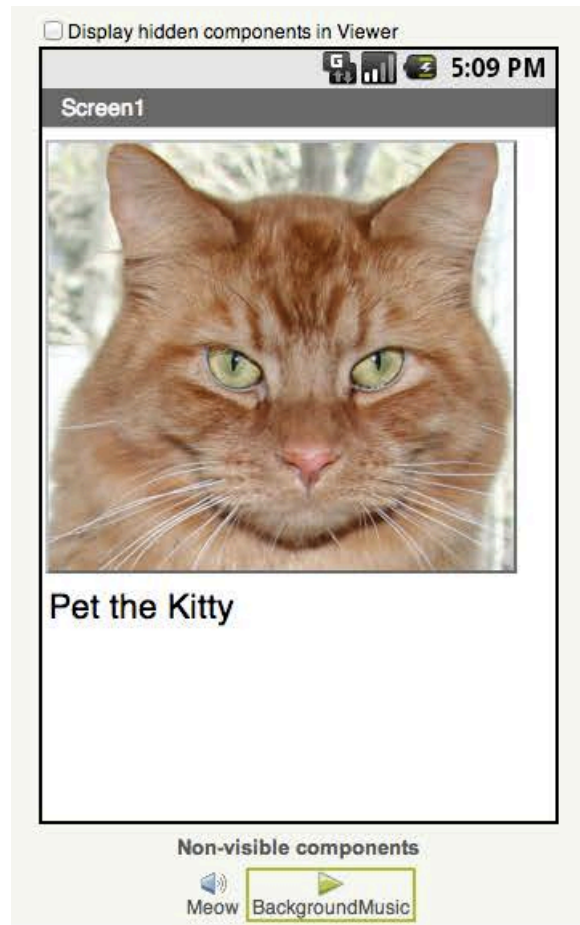 Display hidden components in Viewer
G 5:09 PM
Screen1
Pet the Kitty
Non-visible components
Meow BackgroundMusic